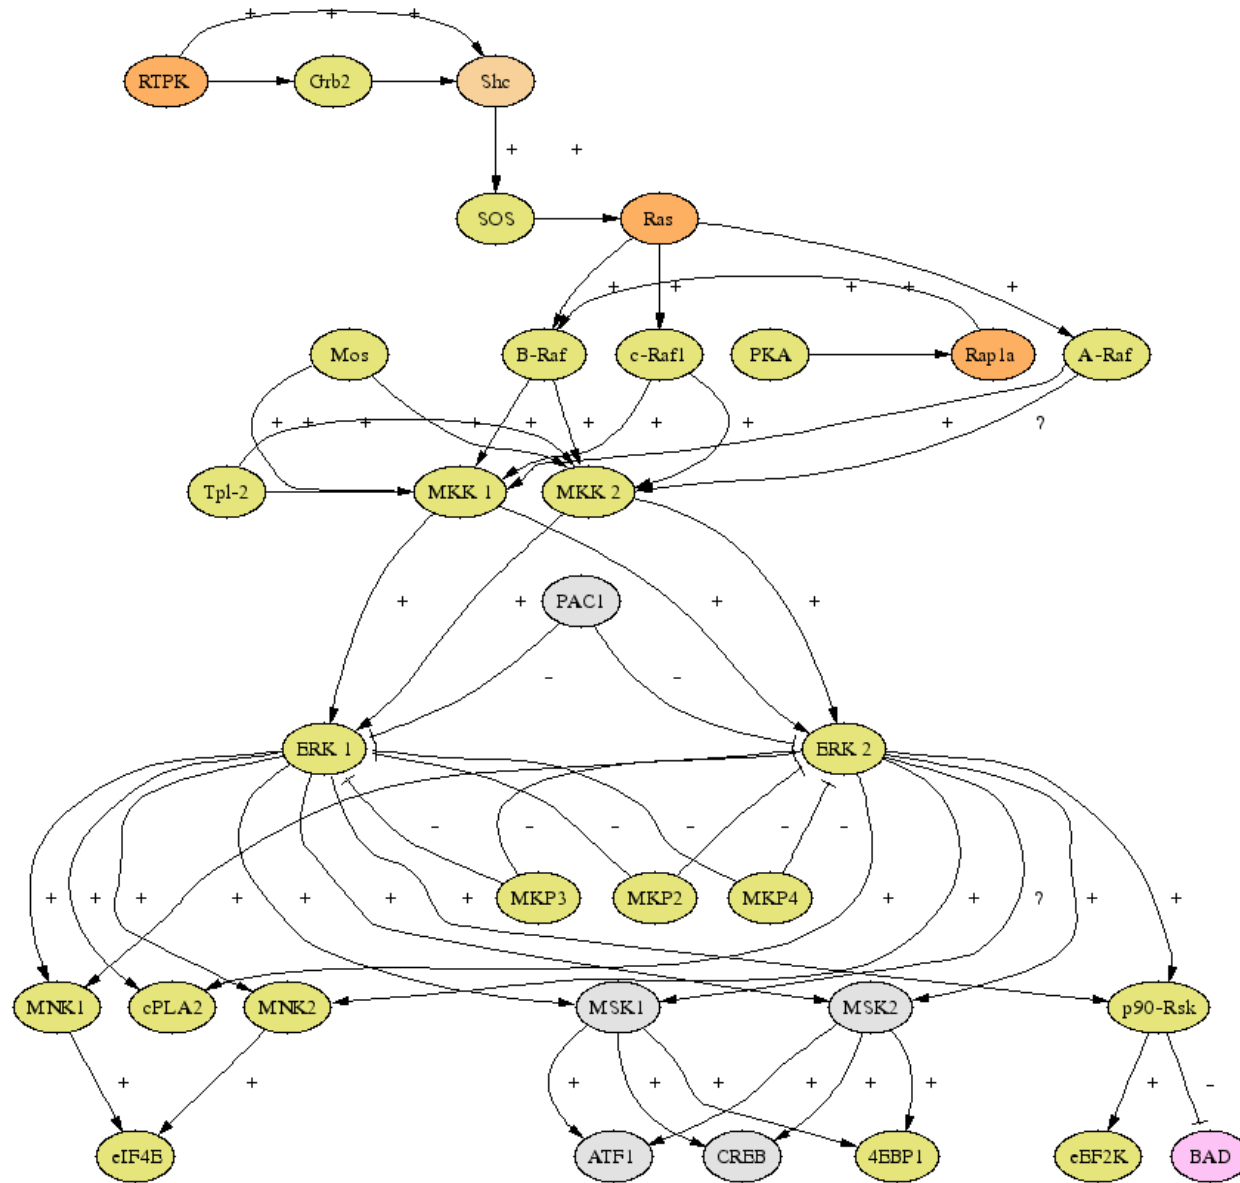 + + +
RTPK Grb2 Shc
+ +
SOS Ras
+ + + + +
Mos B-Raf c-Raf1 PKA Rap1a A-Raf
+ + + + + + + + + ?
Tpl-2 MKK 1 MKK 2
+ + PAC1 + +
- -
ERK 1 ERK 2
- - - - - -
MKP3 MKP2 MKP4
+ + + + + + + + + ? + +
MNK1 cPLA2 MNK2 MSK1 MSK2 p90-Rsk
+ + + + + + + + + -
eIF4E ATF1 CREB 4EBP1 eEF2K BAD